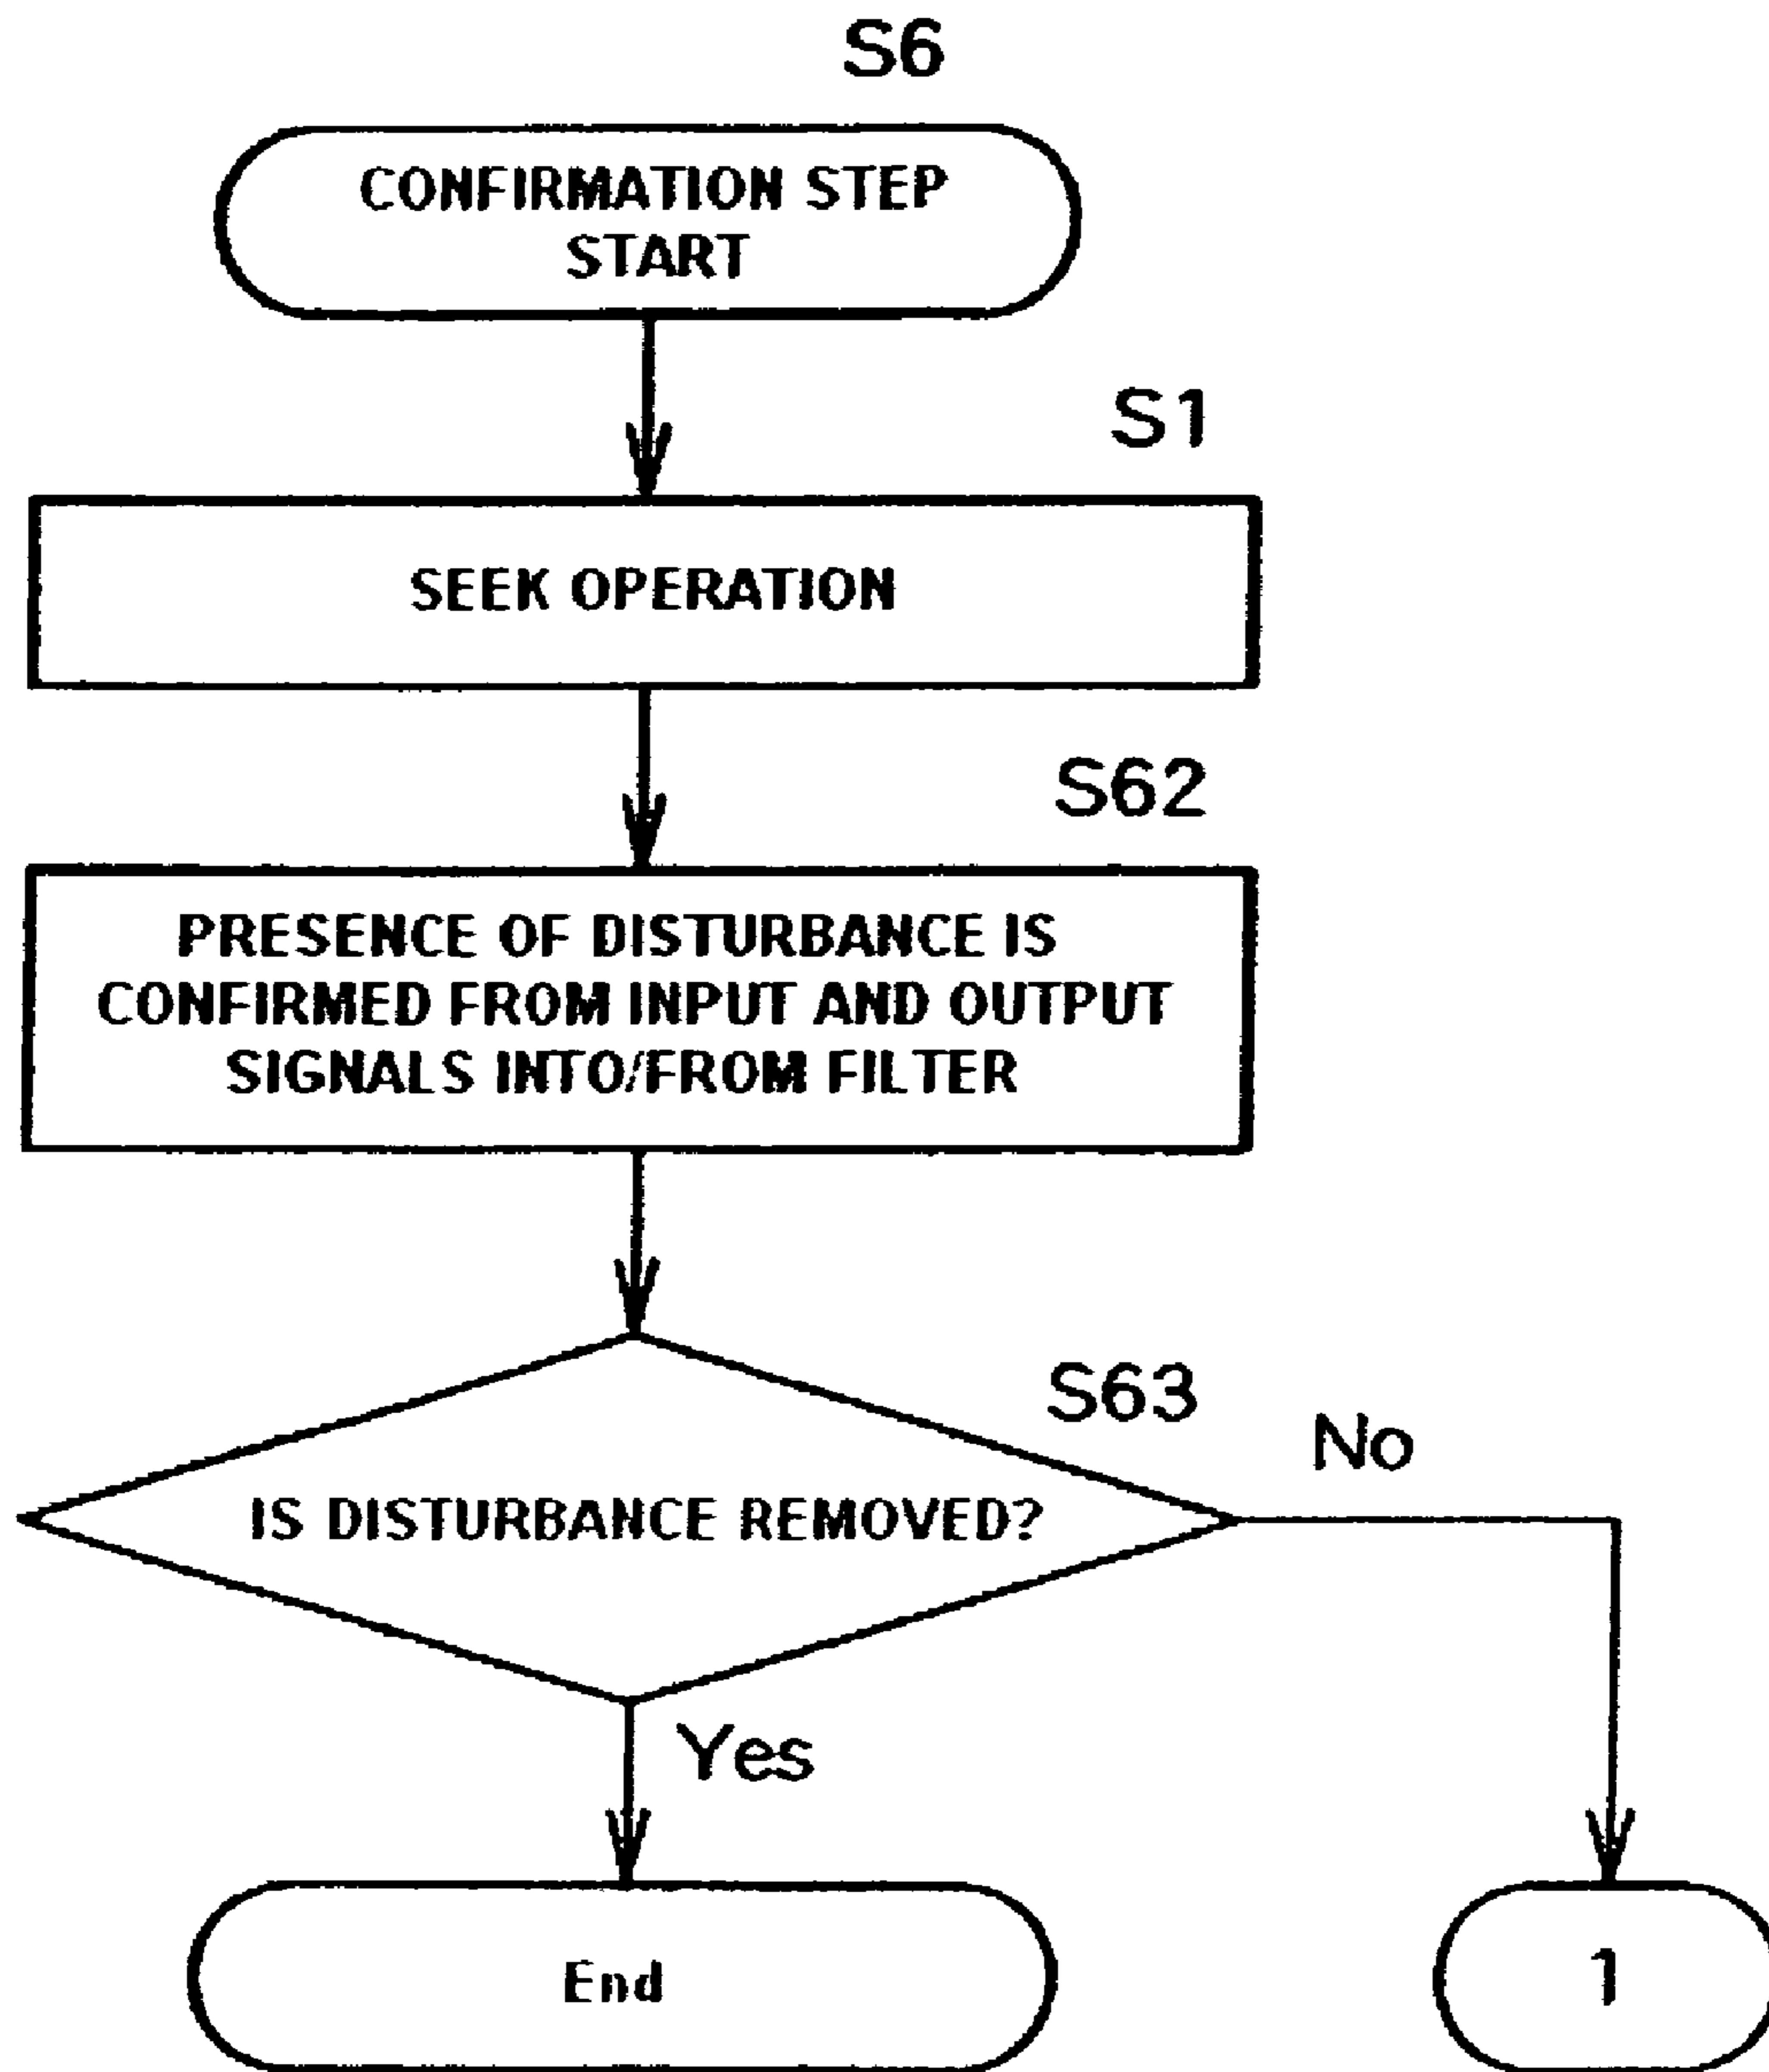 S6
CONFIRMATION STEP
START
S1
SEEK OPERATION
S62
PRESENCE OF DISTURBANCE IS
CONFIRMED FROM INPUT AND OUTPUT
SIGNALS INTO/FROM FILTER
S63
No
IS DISTURBANCE REMOVED?
Yes
End
1